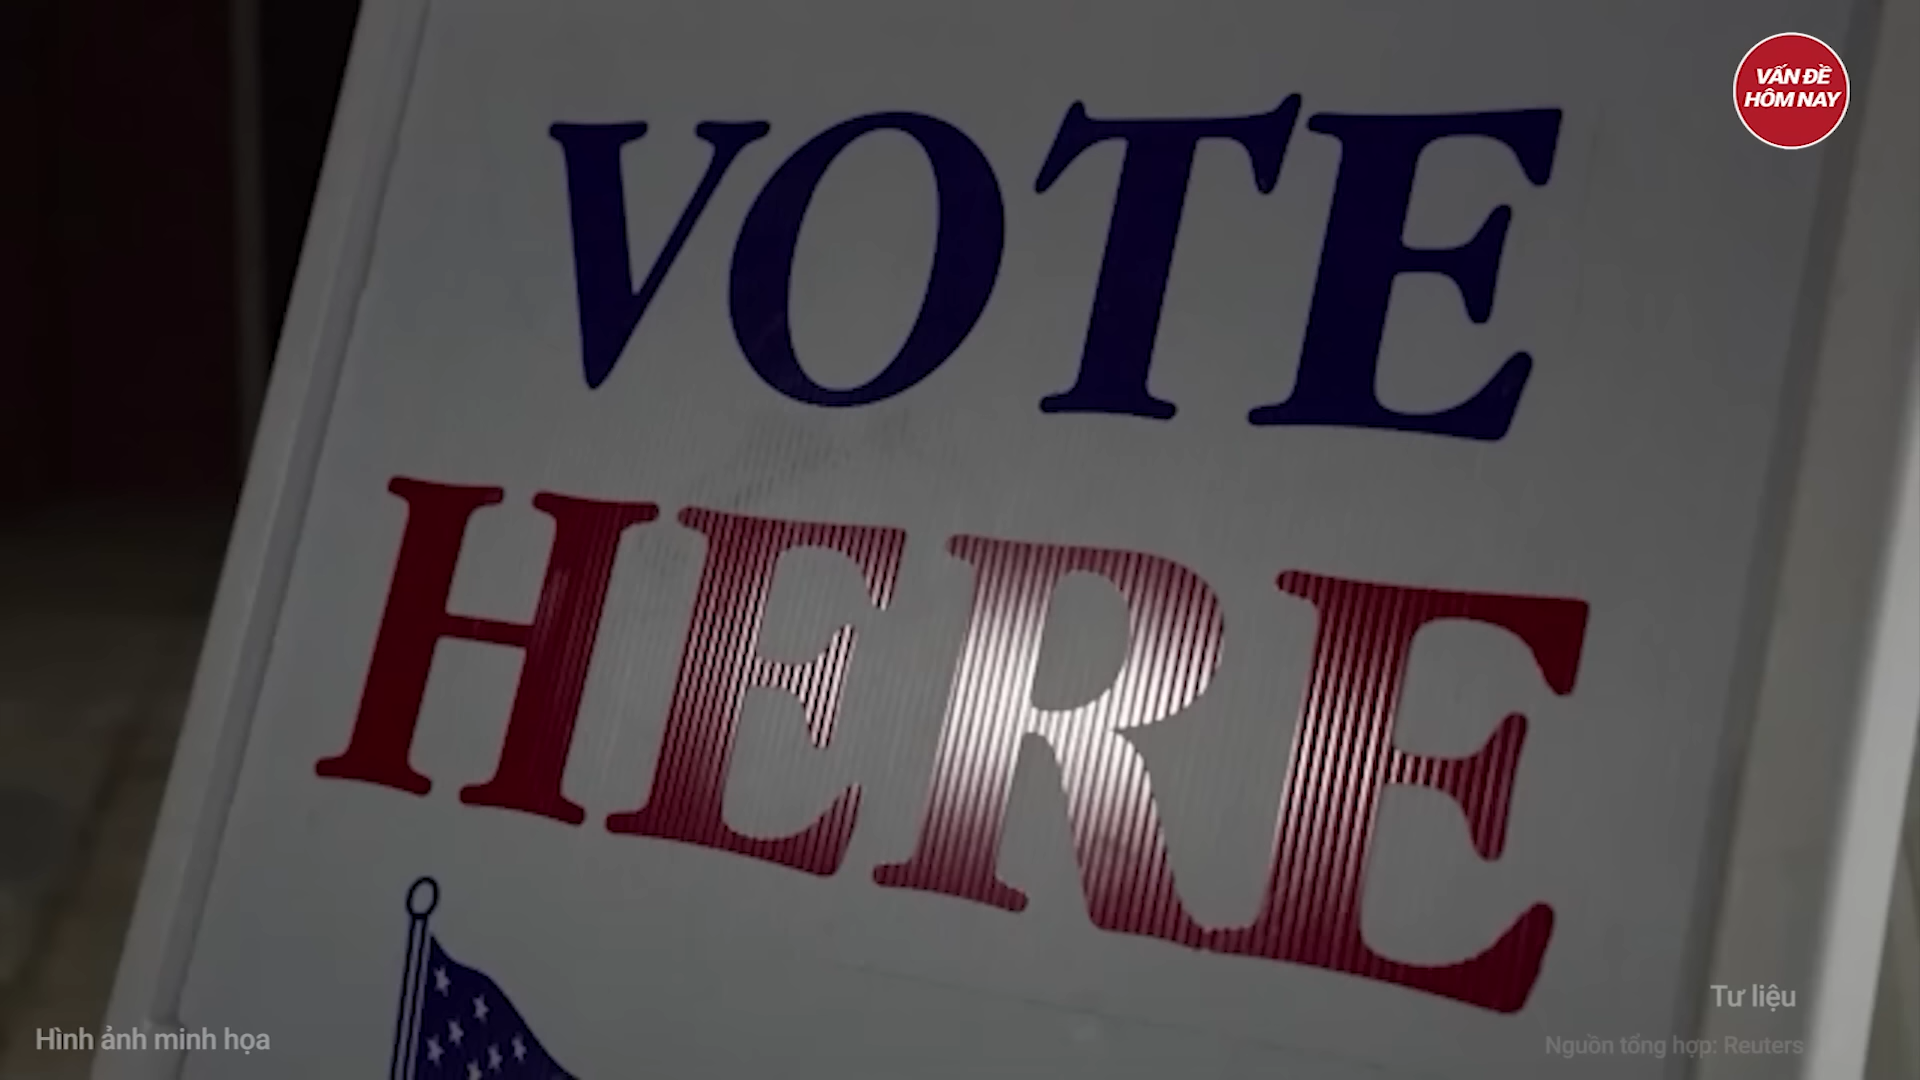 VẤN ĐỀ
HÔM NAY
VOTE
HERE
Tư liệu
Hình ảnh minh họa
Nguồn tổng hợp: Reuters